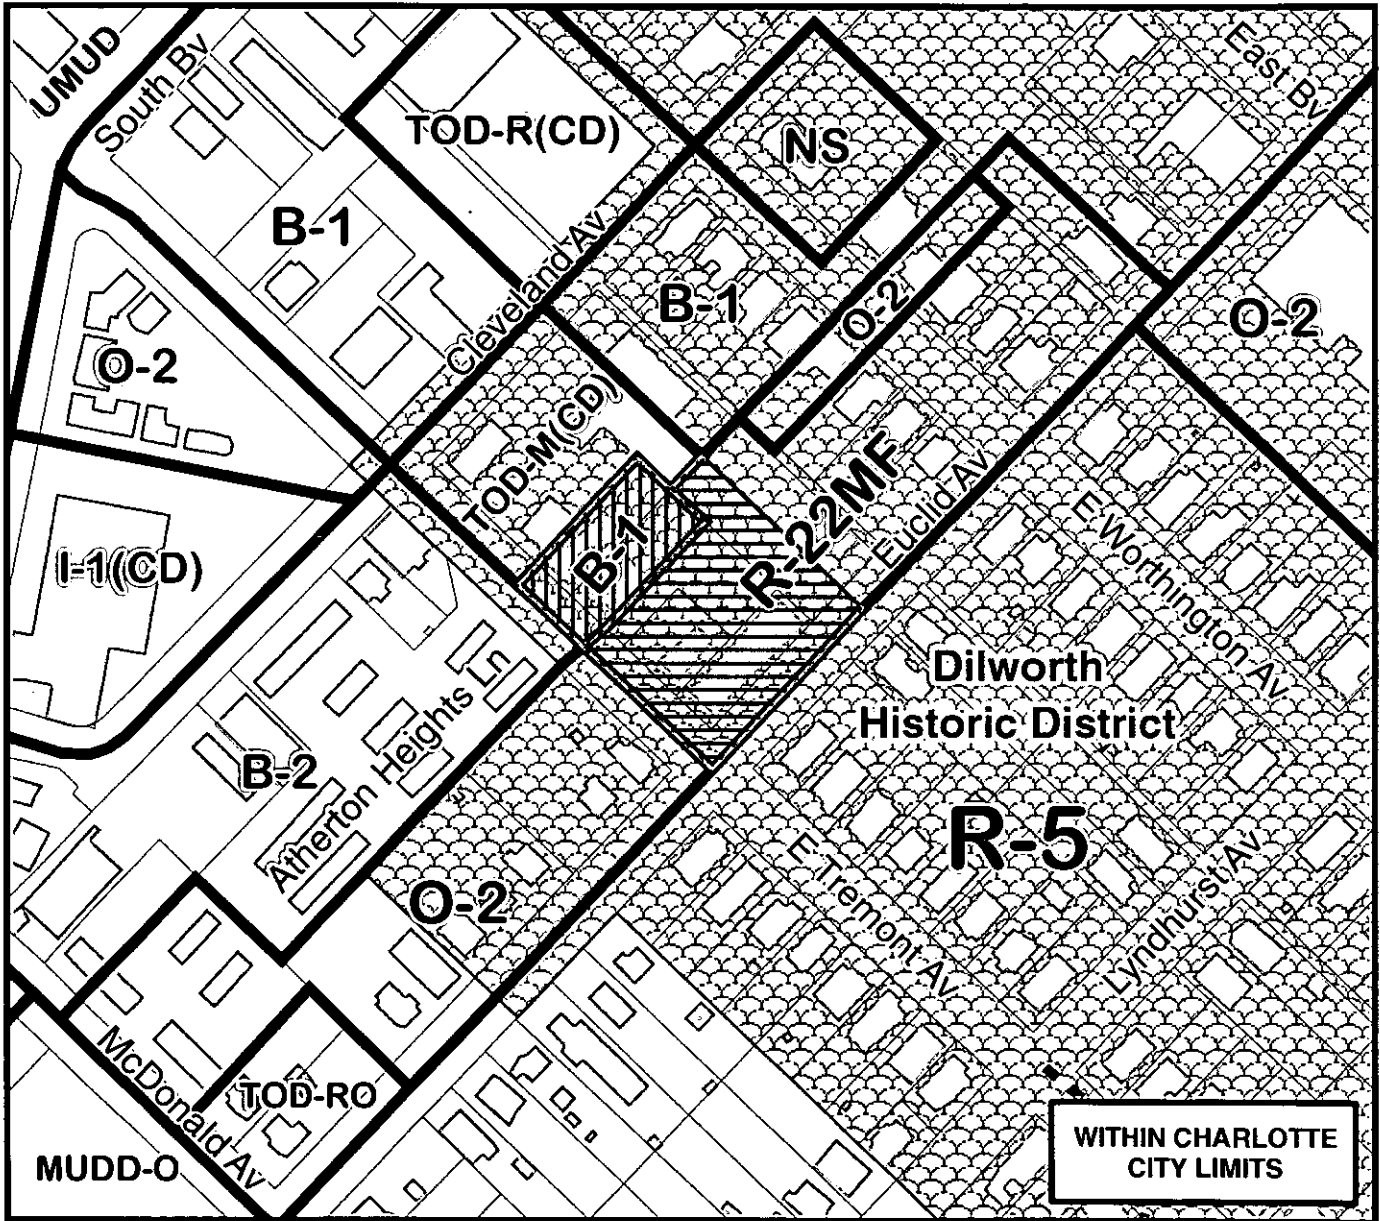 UMUD
South Bv
TOD-R(CD)
NS
East Bv
B-1
Cleveland Av
B-1
O-2
O-2
O-2
TOD-M(CD)
R-22MF
Euclid Av
B-1
I-1(CD)
E Worthington Av
Dilworth
Historic District
B-2
Atherton Heights Ln
R-5
O-2
E Tremont Av
Lyndhurst Av
McDonald Av
TOD-RO
MUDD-O
WITHIN CHARLOTTE
CITY LIMITS